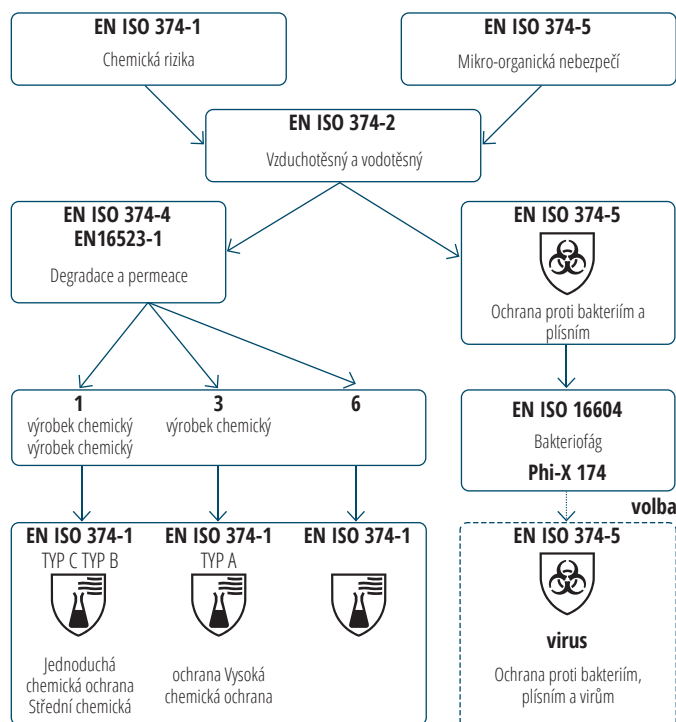 EN ISO 374-1
Chemická rizika
EN ISO 374-5
Mikro-organická nebezpečí
EN ISO 374-2
Vzduchotěsný a vodotěsný
EN ISO 374-4
EN16523-1
Degradace a permeace
EN ISO 374-5
Ochrana proti bakteriím a
plísním
1
výrobek chemický
výrobek chemický
3
výrobek chemický
6
EN ISO 16604
Bakteriofág
Phi-X 174
volba
EN ISO 374-1
TYP C TYP B
Jednoduchá
chemická ochrana
Střední chemická
EN ISO 374-1
TYP A
ochrana Vysoká
chemická ochrana
EN ISO 374-1
EN ISO 374-5
virus
Ochrana proti bakteriím,
plísním a virům